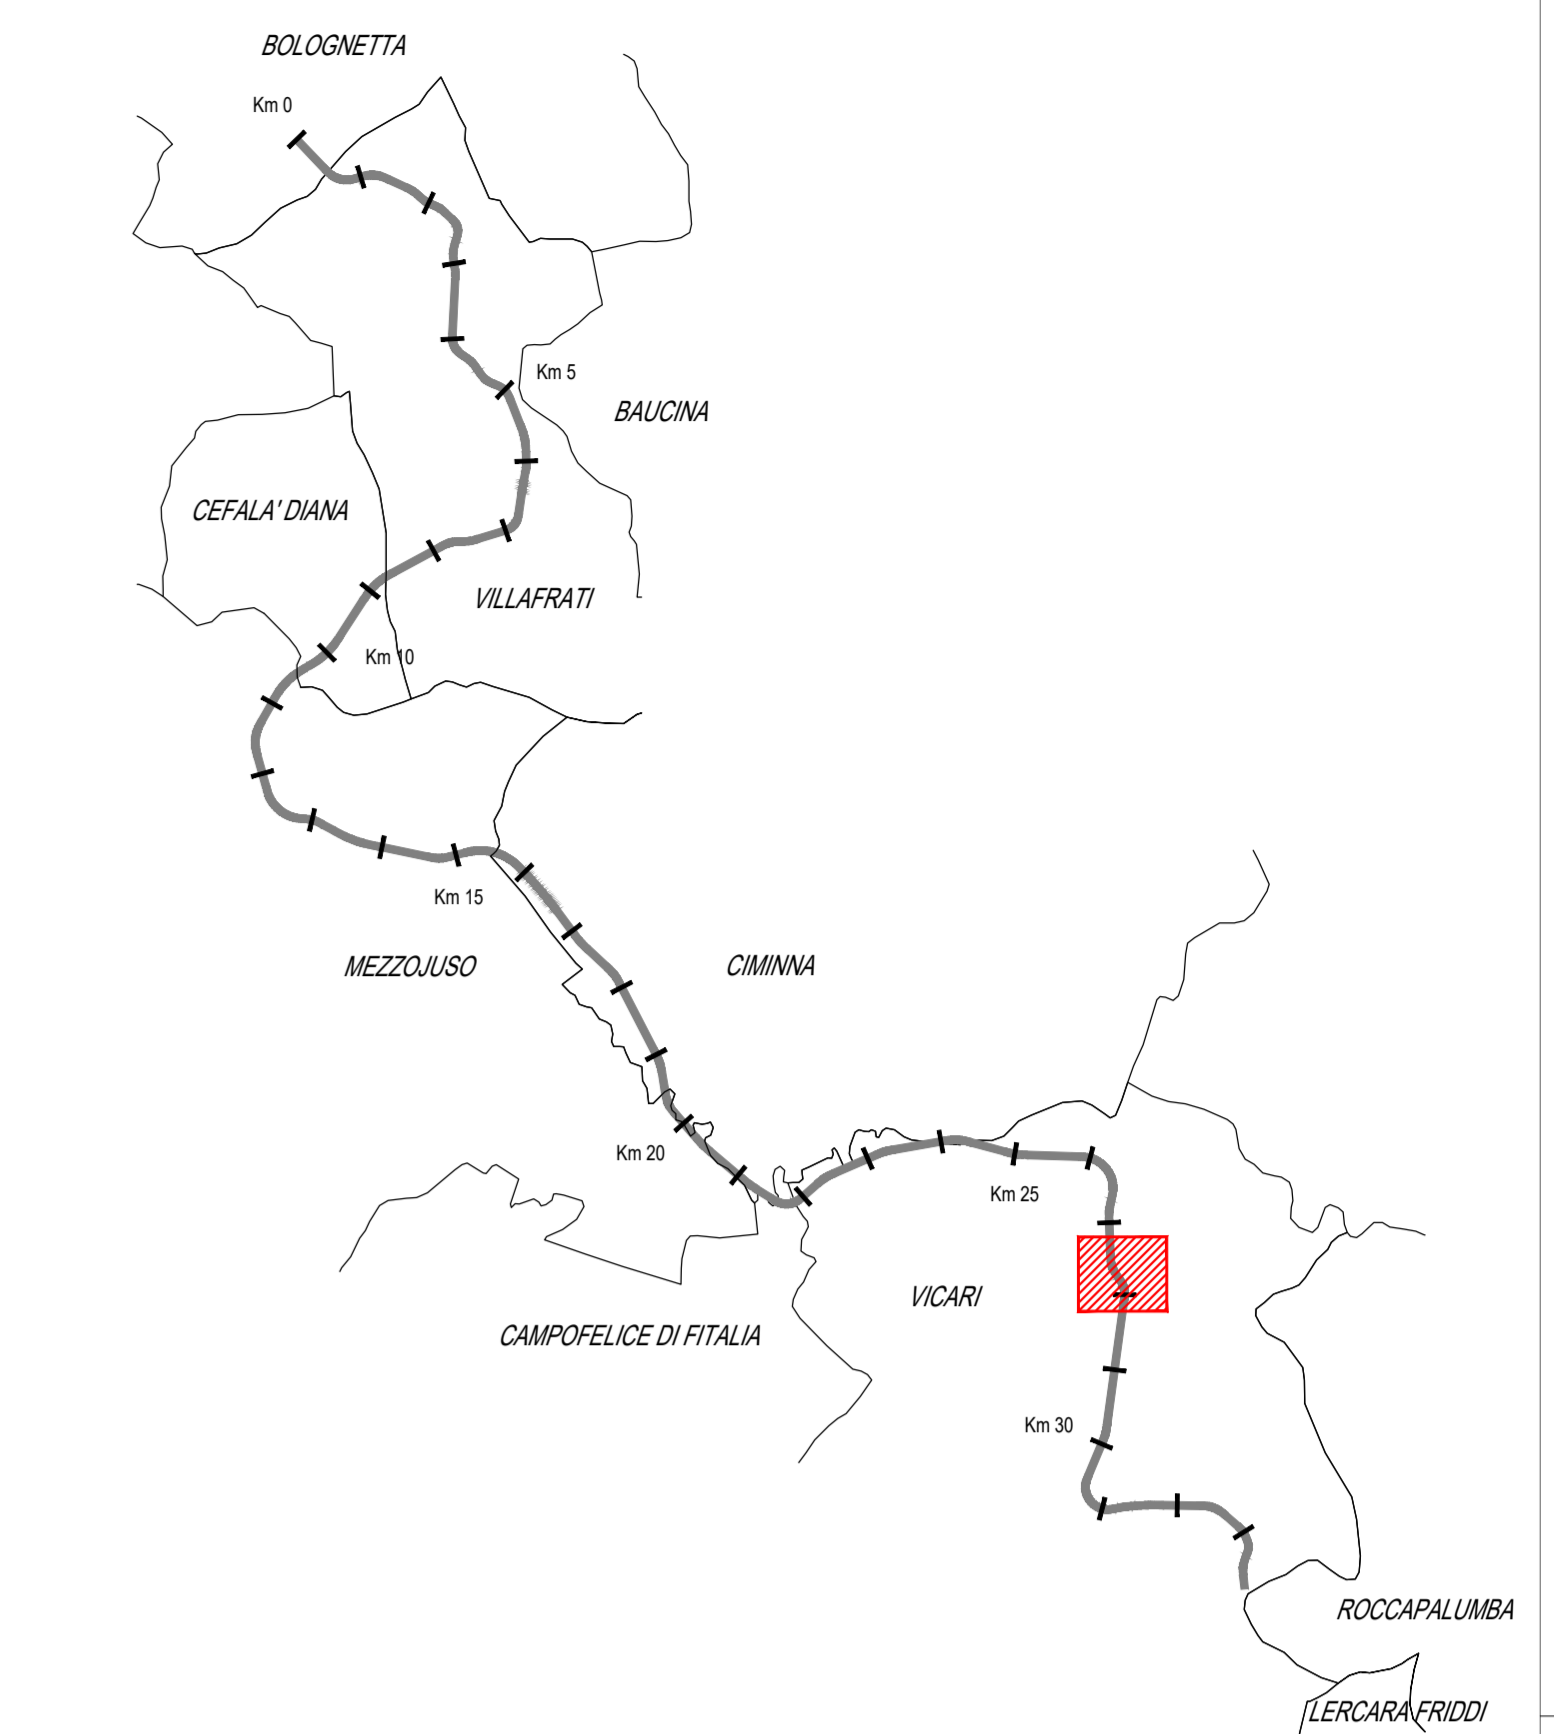 BOLOGNETTA
Km 0
Km 5
BAUCINA
CEFALA' DIANA
VILLAFRATI
Km 10
Km 15
MEZZOJUSO
CIMINNA
Km 20
Km 25
VICARI
CAMPOFELICE DI FITALIA
Km 30
ROCCAPALUMBA
LERCARA FRIDDI